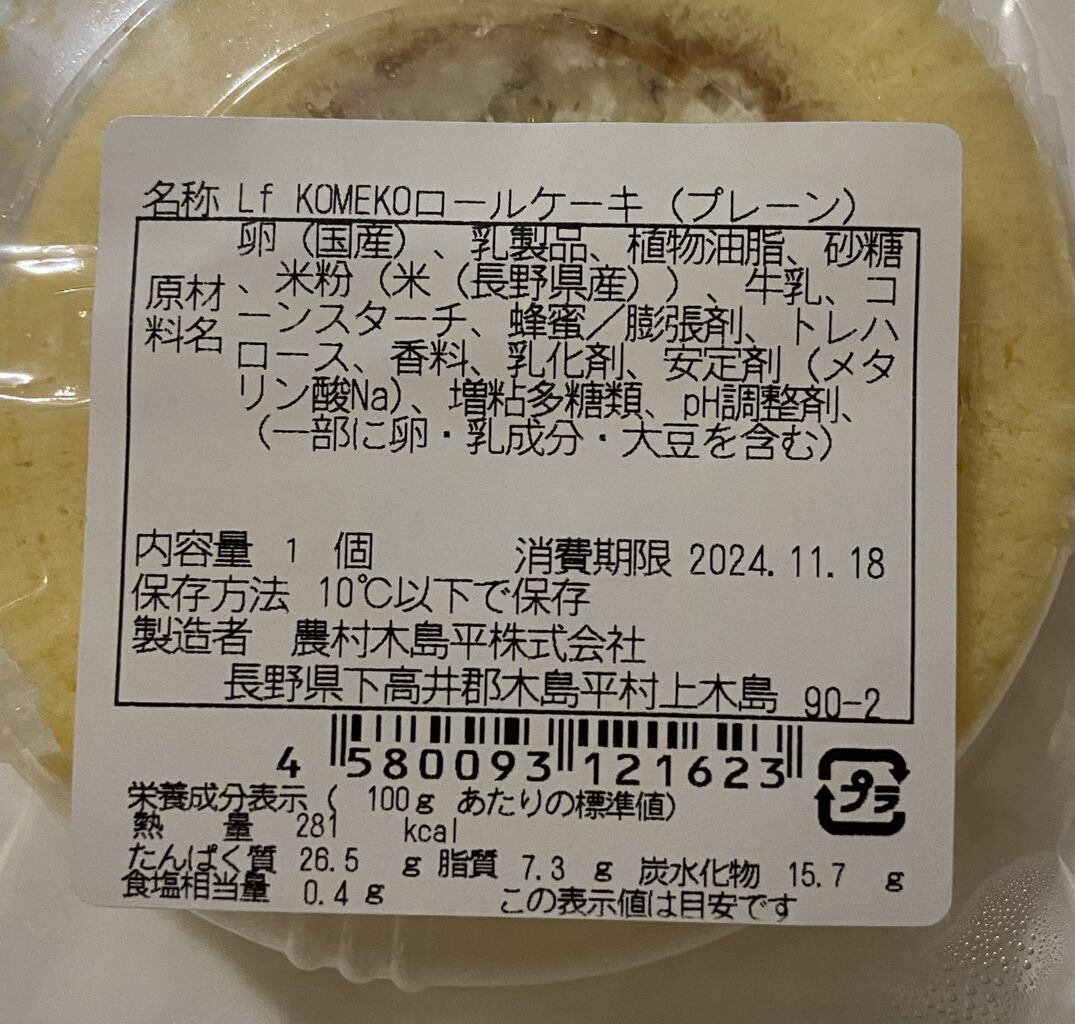 名称 Lf KOMEKOロールケーキ（プレーン）
原材料名
卵（国産）、乳製品、植物油脂、砂糖
、米粉（米（長野県産））、牛乳、コ
ーンスターチ、蜂蜜／膨張剤、トレハ
ロース、香料、乳化剤、安定剤（メタ
リン酸Na）、増粘多糖類、pH調整剤、
（一部に卵・乳成分・大豆を含む）
内容量 1 個 消費期限 2024.11.18
保存方法 10℃以下で保存
製造者 農村木島平株式会社
長野県下高井郡木島平村上木島 90-2
4 580093 121623
プラ
栄養成分表示（ 100g あたりの標準値）
熱 量 281 kcal
たんぱく質 26.5 g 脂質 7.3 g 炭水化物 15.7 g
食塩相当量 0.4 g この表示値は目安です